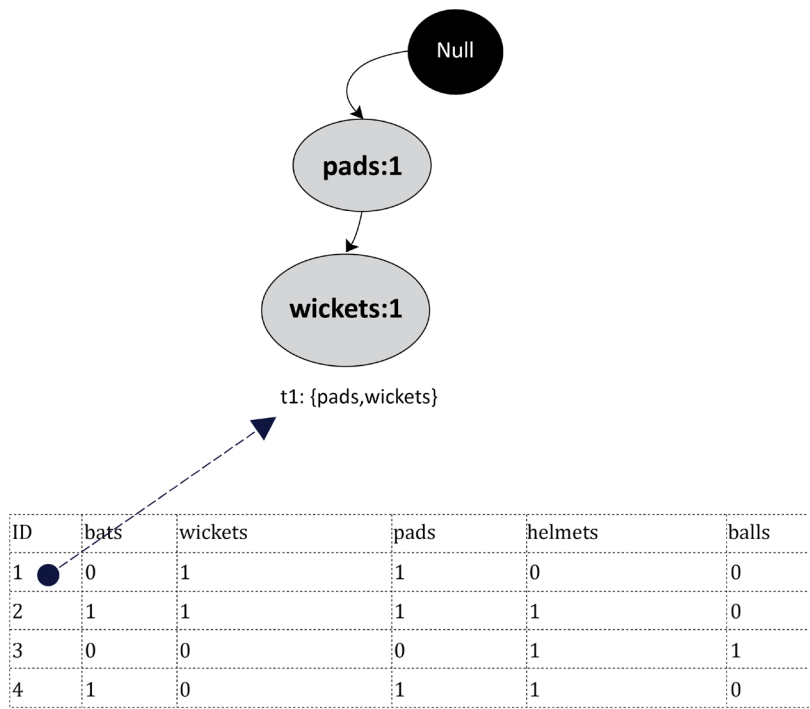 Null
pads:1
wickets:1
t1: {pads,wickets}
ID bats wickets pads helmets balls
1 0 1 1 0 0
2 1 1 1 1 0
3 0 0 0 1 1
4 1 0 1 1 0